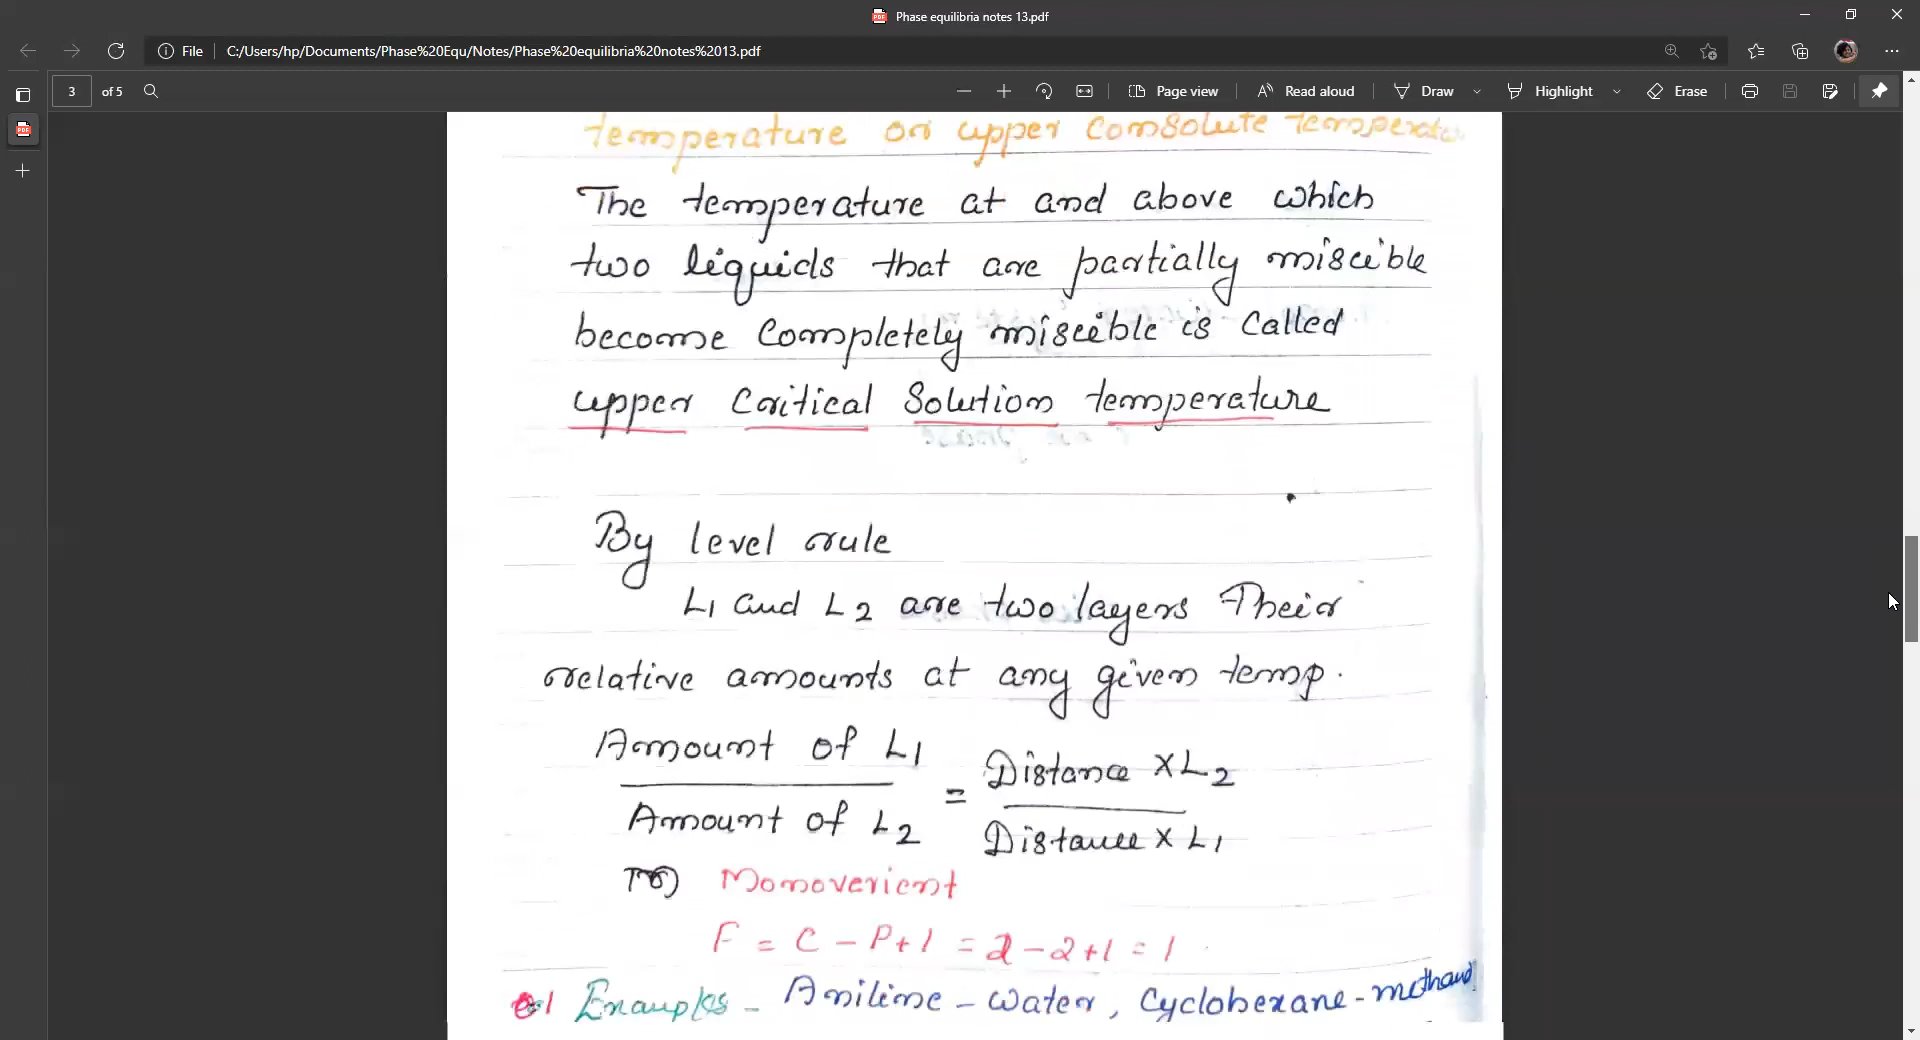 Phase equilibria notes 13.pdf
File C:/Users/hp/Documents/Phase%20Equ/Notes/Phase%20equilibria%20notes%2013.pdf
3 of 5 Page view Read aloud Draw Highlight Erase
temperature or upper Consolute temperatu
The temperature at and above which
two liquids that are partially miscible
become Completely miscible is Called
upper Critical Solution temperature
By level rule
L1 and L2 are two layers Their
relative amounts at any given temp.
Amount of L1
Amount of L2
=
Distance X L2
Distance X L1
Monoverient
F = C - P + 1 = 2 - 2 + 1 = 1
Examples - Aniline - Water, Cyclohexane - methanol